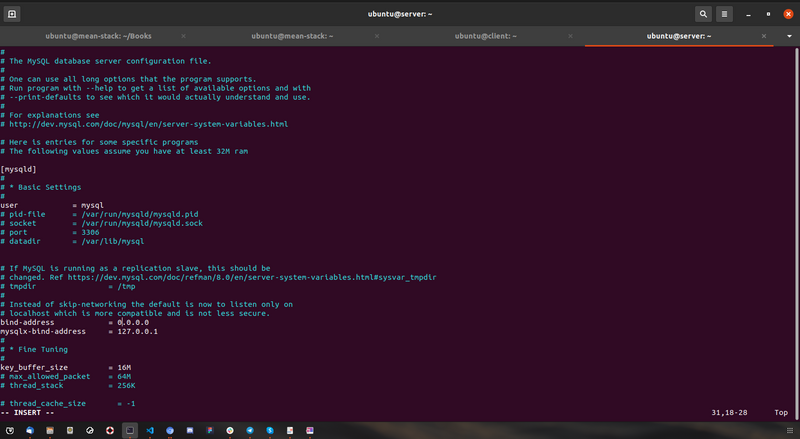 ubuntu@server: ~
ubuntu@mean-stack: ~/Books
ubuntu@mean-stack: ~
ubuntu@client: ~
ubuntu@server: ~
#
# The MySQL database server configuration file.
#
# One can use all long options that the program supports.
# Run program with --help to get a list of available options and with
# --print-defaults to see which it would actually understand and use.
#
# For explanations see
# http://dev.mysql.com/doc/mysql/en/server-system-variables.html

# Here is entries for some specific programs
# The following values assume you have at least 32M ram

[mysqld]
#
# * Basic Settings
#
user            = mysql
# pid-file      = /var/run/mysqld/mysqld.pid
# socket        = /var/run/mysqld/mysqld.sock
# port          = 3306
# datadir       = /var/lib/mysql


# If MySQL is running as a replication slave, this should be
# changed. Ref https://dev.mysql.com/doc/refman/8.0/en/server-system-variables.html#sysvar_tmpdir
# tmpdir                = /tmp
#
# Instead of skip-networking the default is now to listen only on
# localhost which is more compatible and is not less secure.
bind-address            = 0.0.0.0
mysqlx-bind-address     = 127.0.0.1
#
# * Fine Tuning
#
key_buffer_size         = 16M
# max_allowed_packet    = 64M
# thread_stack          = 256K

# thread_cache_size       = -1
-- INSERT --                31,18-28        Top